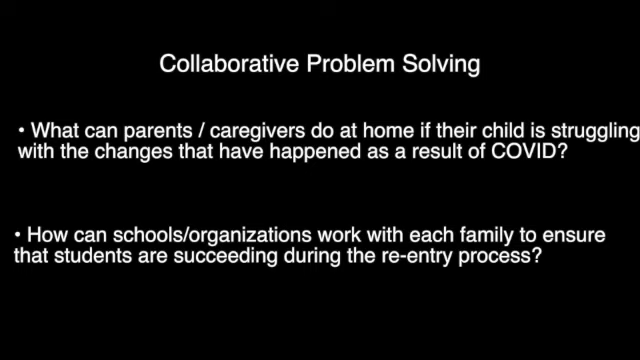 Collaborative Problem Solving
• What can parents / caregivers do at home if their child is struggling
with the changes that have happened as a result of COVID?
• How can schools/organizations work with each family to ensure
that students are succeeding during the re-entry process?